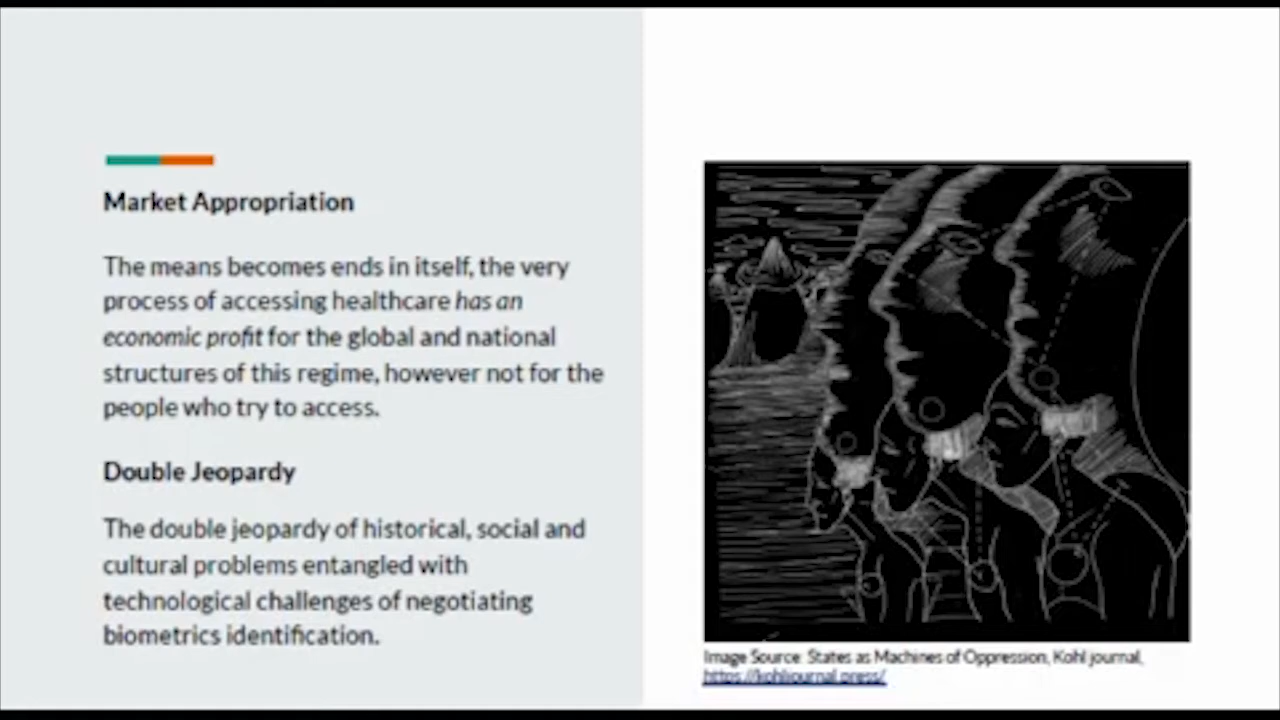 Market Appropriation
The means becomes ends in itself, the very
process of accessing healthcare has an
economic profit for the global and national
structures of this regime, however not for the
people who try to access.
Double Jeopardy
The double jeopardy of historical, social and
cultural problems entangled with
technological challenges of negotiating
biometrics identification.
Image Source: States as Machines of Oppression, Kohl journal,
https://kohljournal.press/